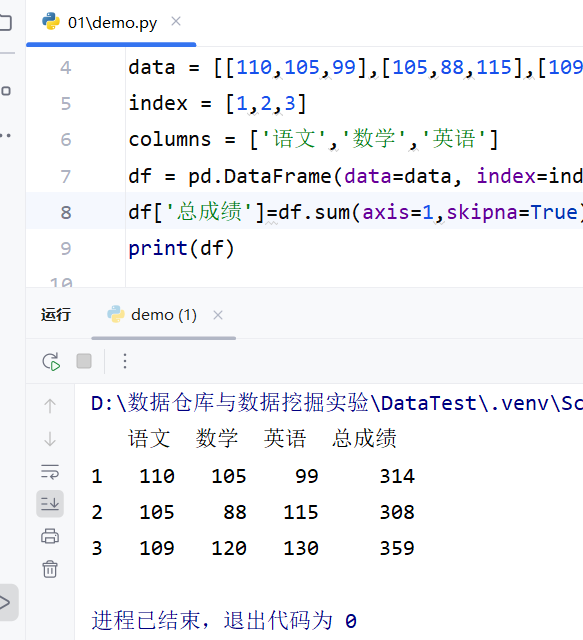 01\demo.py
4 data = [[110,105,99],[105,88,115],[109
5 index = [1,2,3]
6 columns = ['语文','数学','英语']
7 df = pd.DataFrame(data=data, index=ind
8 df['总成绩']=df.sum(axis=1,skipna=True)
9 print(df)
10
运行 demo (1)
D:\数据仓库与数据挖掘实验\DataTest\.venv\Sc
语文 数学 英语 总成绩
1 110 105 99 314
2 105 88 115 308
3 109 120 130 359
进程已结束，退出代码为 0